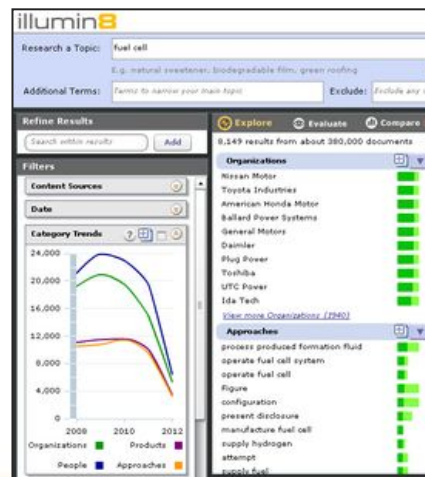 illumin8
Research a Topic: fuel cell
E.g. natural sweetener, biodegradable film, green roofing
Additional Terms: Terms to narrow your main topic Exclude: Exclude any
Refine Results
Search within results Add
Filters
Content Sources
Date
Category Trends ?
24,000
20,000
16,000
12,000
8,000
4,000
0
2008 2010 2012
Organizations Products
People Approaches
Explore Evaluate Compare
8,149 results from about 380,000 documents
Organizations
Nissan Motor
Toyota Industries
American Honda Motor
Ballard Power Systems
General Motors
Daimler
Plug Power
Toshiba
UTC Power
Ida Tech
View more Organizations (1940)
Approaches
process produced formation fluid
operate fuel cell system
operate fuel cell
Figure
configuration
present disclosure
manufacture fuel cell
supply hydrogen
attempt
supply fuel